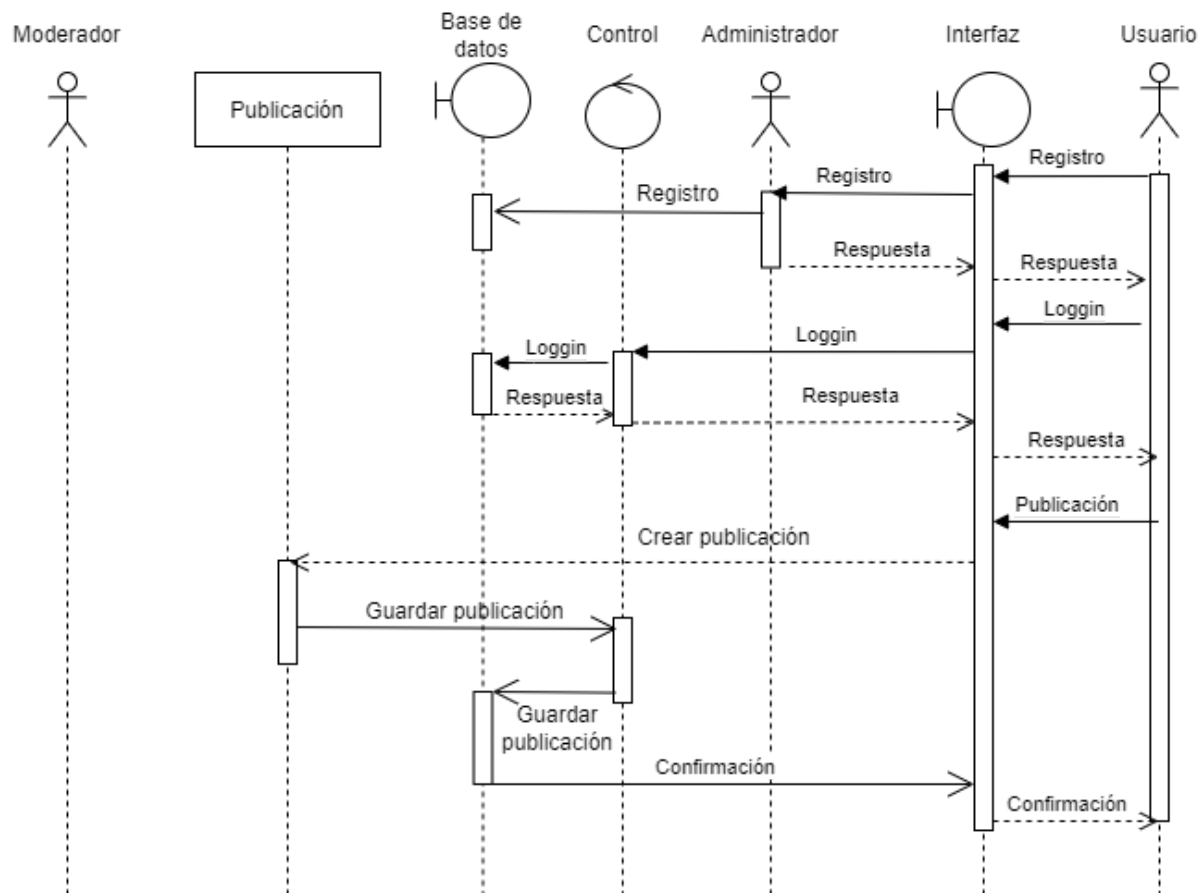 Moderador
Publicación
Base de
datos
Control
Administrador
Interfaz
Usuario
Registro
Registro
Registro
Respuesta
Respuesta
Loggin
Loggin
Loggin
Respuesta
Respuesta
Respuesta
Publicación
Crear publicación
Guardar publicación
Guardar
publicación
Confirmación
Confirmación